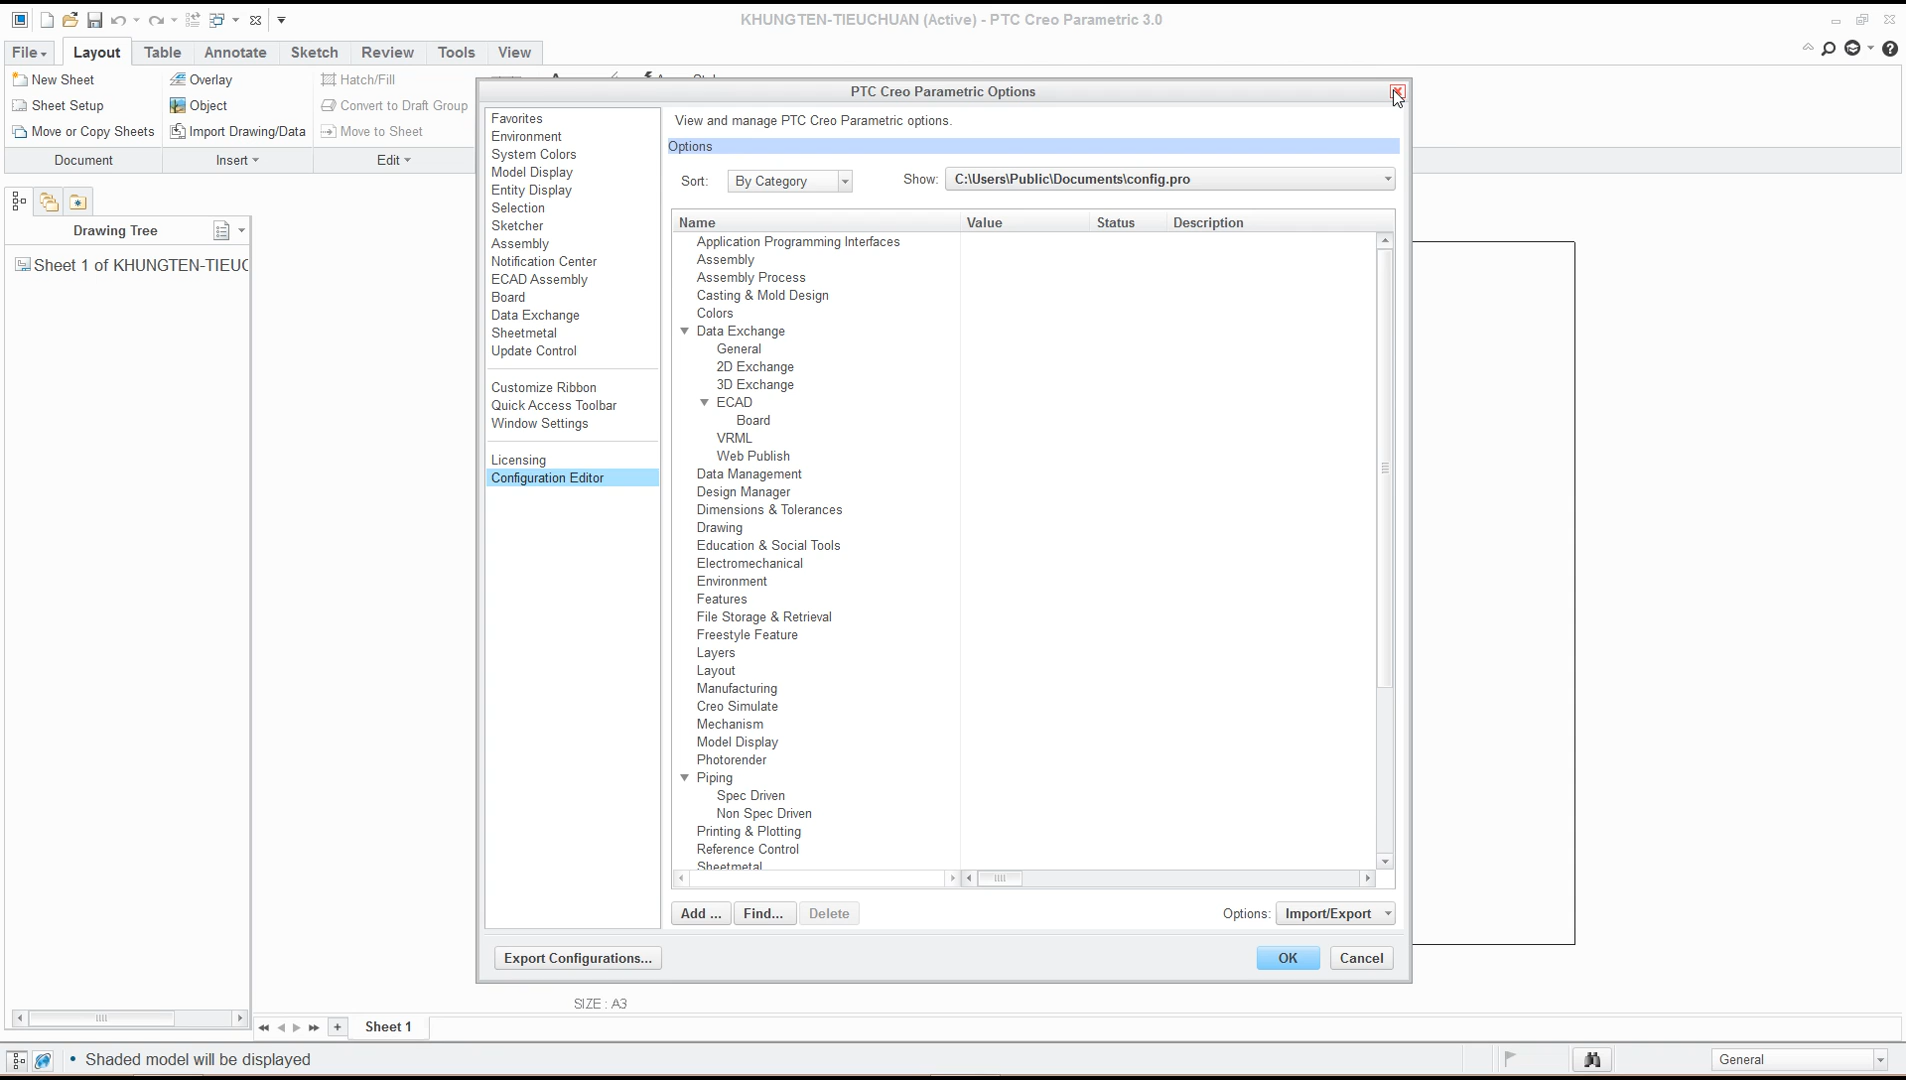 KHUNGTEN-TIEUCHUAN (Active) - PTC Creo Parametric 3.0
File
Layout
Table
Annotate
Sketch
Review
Tools
View
New Sheet
Overlay
Hatch/Fill
Sheet Setup
Object
Convert to Draft Group
Move or Copy Sheets
Import Drawing/Data
Move to Sheet
Document
Insert
Edit
Drawing Tree
Sheet 1 of KHUNGTEN-TIEUC
PTC Creo Parametric Options
Favorites
Environment
System Colors
Model Display
Entity Display
Selection
Sketcher
Assembly
Notification Center
ECAD Assembly
Board
Data Exchange
Sheetmetal
Update Control
Customize Ribbon
Quick Access Toolbar
Window Settings
Licensing
Configuration Editor
View and manage PTC Creo Parametric options.
Options
Sort: By Category
Show: C:\Users\Public\Documents\config.pro
Name Value Status Description
Application Programming Interfaces
Assembly
Assembly Process
Casting & Mold Design
Colors
Data Exchange
General
2D Exchange
3D Exchange
ECAD
Board
VRML
Web Publish
Data Management
Design Manager
Dimensions & Tolerances
Drawing
Education & Social Tools
Electromechanical
Environment
Features
File Storage & Retrieval
Freestyle Feature
Layers
Layout
Manufacturing
Creo Simulate
Mechanism
Model Display
Photorender
Piping
Spec Driven
Non Spec Driven
Printing & Plotting
Reference Control
Sheetmetal
Add ...
Find...
Delete
Options: Import/Export
Export Configurations...
OK
Cancel
SIZE : A3
Sheet 1
• Shaded model will be displayed
General